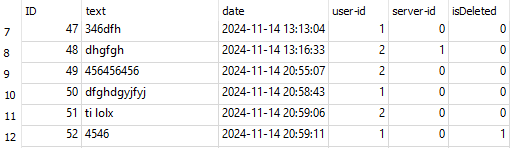 ID text date user-id server-id isDeleted
7 47 346dfh 2024-11-14 13:13:04 1 0 0
8 48 dhgfgh 2024-11-14 13:16:33 2 1 0
9 49 456456456 2024-11-14 20:55:07 2 0 0
10 50 dfghdgyjfyj 2024-11-14 20:58:43 1 0 0
11 51 ti lolx 2024-11-14 20:59:06 2 0 0
12 52 4546 2024-11-14 20:59:11 1 0 1